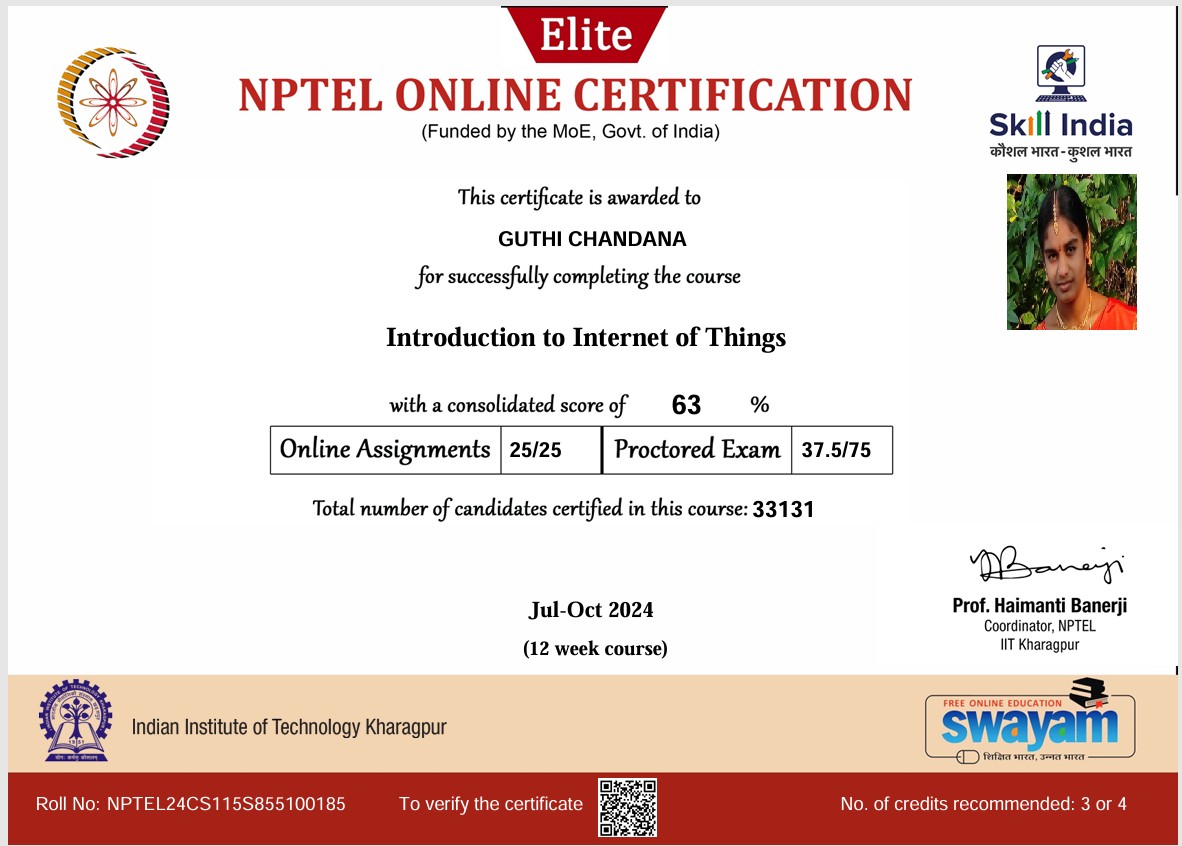 Elite
NPTEL ONLINE CERTIFICATION
(Funded by the MoE, Govt. of India)
Skill India
कौशल भारत - कुशल भारत
This certificate is awarded to
GUTHI CHANDANA
for successfully completing the course
Introduction to Internet of Things
with a consolidated score of 63 %
Online Assignments 25/25 Proctored Exam 37.5/75
Total number of candidates certified in this course: 33131
Banerji
Prof. Haimanti Banerji
Coordinator, NPTEL
IIT Kharagpur
Jul-Oct 2024
(12 week course)
Indian Institute of Technology Kharagpur
FREE ONLINE EDUCATION
swayam
शिक्षित भारत, उन्नत भारत
Roll No: NPTEL24CS115S855100185 To verify the certificate No. of credits recommended: 3 or 4